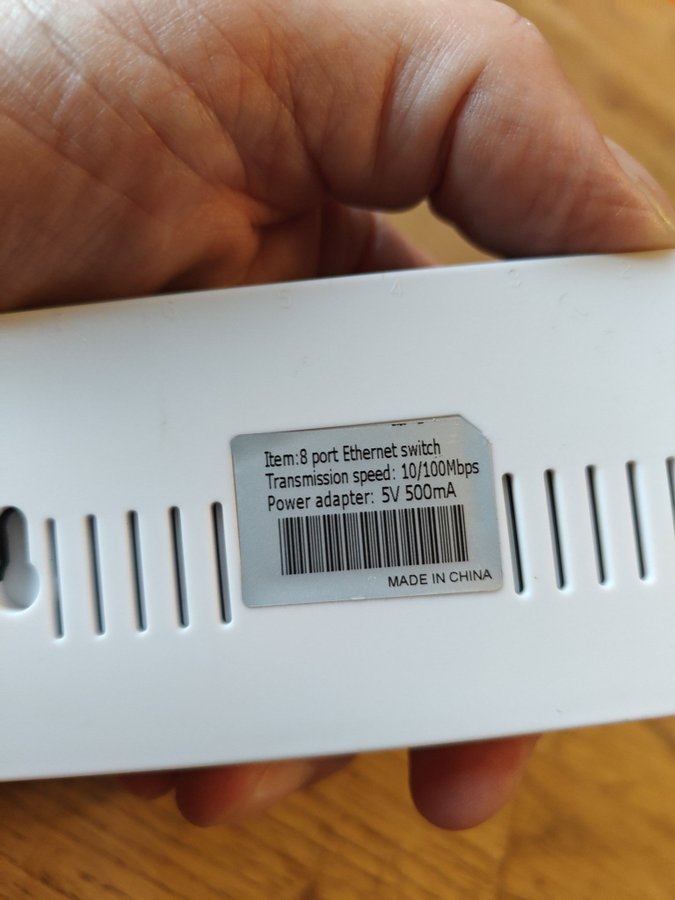 Item:8 port Ethernet switch
Transmission speed: 10/100Mbps
Power adapter: 5V 500mA
MADE IN CHINA